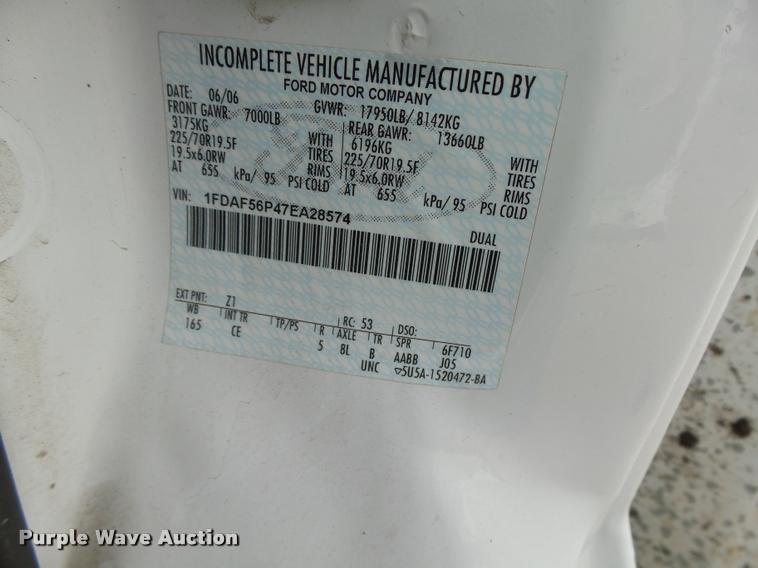 INCOMPLETE VEHICLE MANUFACTURED BY
FORD MOTOR COMPANY
DATE: 06/06 GVWR: 17950LB/ 8142KG
FRONT GAWR: 7000LB REAR GAWR: 13660LB
3175KG WITH 6196KG WITH
225/70R19.5F TIRES 225/70R19.5F TIRES
19.5x6.0RW RIMS 19.5x6.0RW RIMS
AT 655 kPa/ 95 PSI COLD AT 655 kPa/ 95 PSI COLD
VIN: 1FDAF56P47EA28574 DUAL
EXT PNT: Z1 RC: 53 DSO:
WB INT TR TP/PS R AXLE TR SPR 6F710
165 CE 5 8L B AABB J05
UNC ▽5U5A-1520472-BA
Purple Wave Auction